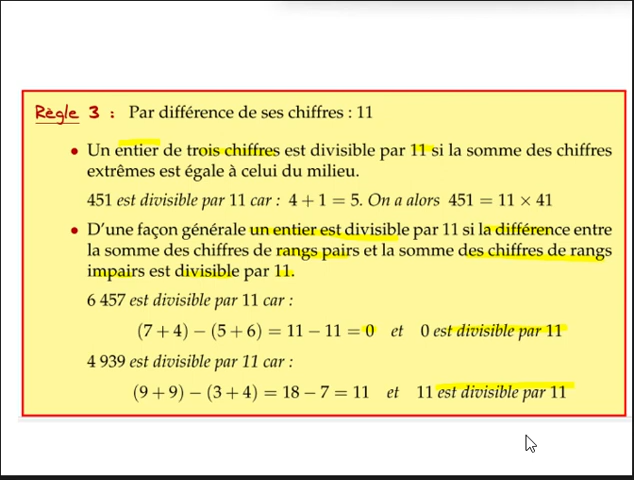 Règle 3 : Par différence de ses chiffres : 11
• Un entier de trois chiffres est divisible par 11 si la somme des chiffres
extrêmes est égale à celui du milieu.
451 est divisible par 11 car : 4 + 1 = 5. On a alors 451 = 11 × 41
• D'une façon générale un entier est divisible par 11 si la différence entre
la somme des chiffres de rangs pairs et la somme des chiffres de rangs
impairs est divisible par 11.
6 457 est divisible par 11 car :
(7 + 4) − (5 + 6) = 11 − 11 = 0 et 0 est divisible par 11
4 939 est divisible par 11 car :
(9 + 9) − (3 + 4) = 18 − 7 = 11 et 11 est divisible par 11